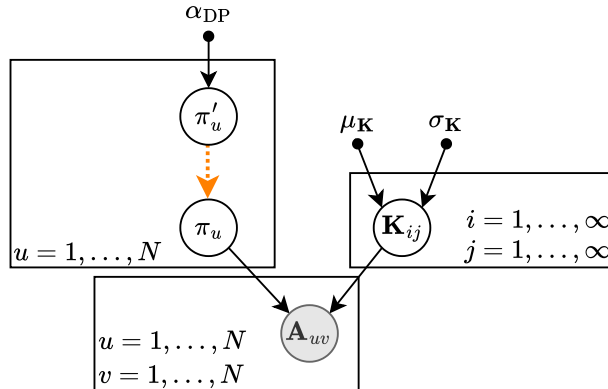 α_DP
π′_u
μ_K
σ_K
π_u
u = 1, . . . , N
K_ij
i = 1, . . . , ∞
j = 1, . . . , ∞
A_uv
u = 1, . . . , N
v = 1, . . . , N